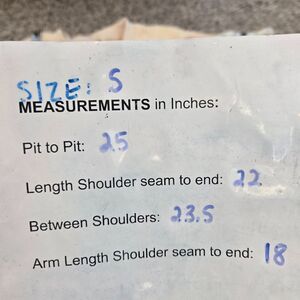 SIZE: S
MEASUREMENTS in Inches:
Pit to Pit: 25
Length Shoulder seam to end: 22
Between Shoulders: 23.5
Arm Length Shoulder seam to end: 18